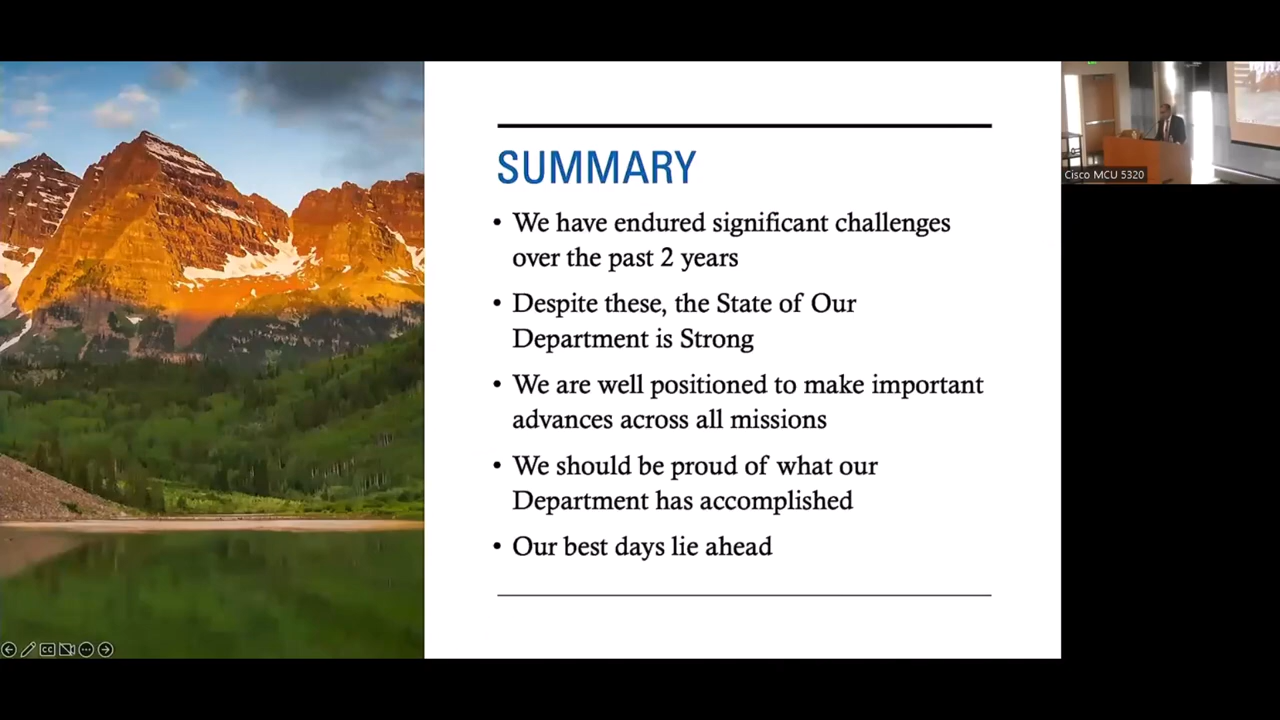 SUMMARY
• We have endured significant challenges
over the past 2 years
• Despite these, the State of Our
Department is Strong
• We are well positioned to make important
advances across all missions
• We should be proud of what our
Department has accomplished
• Our best days lie ahead
Cisco MCU 5320
CC